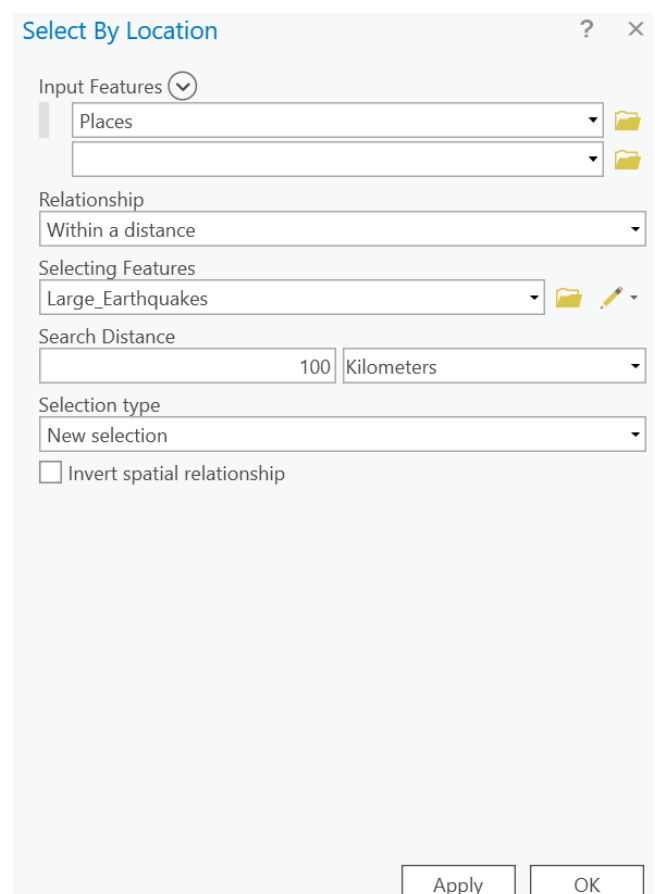 Select By Location ? ×
Input Features
Places
Relationship
Within a distance
Selecting Features
Large_Earthquakes
Search Distance
100 Kilometers
Selection type
New selection
Invert spatial relationship
Apply OK